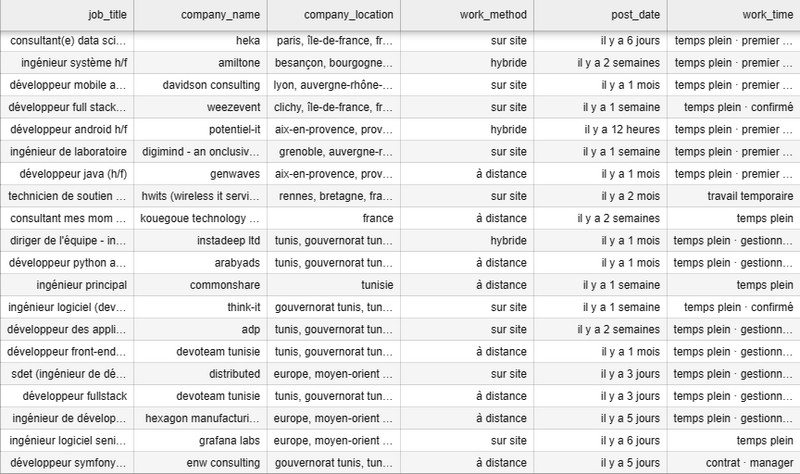 job_title company_name company_location work_method post_date work_time
consultant(e) data sci... heka paris, île-de-france, fr... sur site il y a 6 jours temps plein · premier ...
ingénieur système h/f amiltone besançon, bourgogne... hybride il y a 2 semaines temps plein · premier ...
développeur mobile a... davidson consulting lyon, auvergne-rhône-... sur site il y a 1 mois temps plein · premier ...
développeur full stack... weezevent clichy, île-de-france, fr... sur site il y a 1 semaine temps plein · confirmé
développeur android h/f potentiel-it aix-en-provence, prov... hybride il y a 12 heures temps plein · premier ...
ingénieur de laboratoire digimind - an onclusiv... grenoble, auvergne-r... sur site il y a 1 semaine temps plein · premier ...
développeur java (h/f) genwaves aix-en-provence, prov... à distance il y a 1 mois temps plein · premier ...
technicien de soutien ... hwits (wireless it servi... rennes, bretagne, fra... sur site il y a 2 mois travail temporaire
consultant mes mom ... kouegoue technology ... france à distance il y a 2 semaines temps plein
diriger de l'équipe - in... instadeep ltd tunis, gouvernorat tun... hybride il y a 1 mois temps plein · gestionn...
développeur python a... arabyads tunis, gouvernorat tun... à distance il y a 1 mois temps plein · gestionn...
ingénieur principal commonshare tunisie à distance il y a 1 semaine temps plein
ingénieur logiciel (dev... think-it gouvernorat tunis, tun... sur site il y a 1 semaine temps plein · confirmé
développeur des appli... adp tunis, gouvernorat tun... sur site il y a 2 semaines temps plein · gestionn...
développeur front-end... devoteam tunisie tunis, gouvernorat tun... à distance il y a 1 mois temps plein · gestionn...
sdet (ingénieur de dé... distributed europe, moyen-orient ... sur site il y a 3 jours temps plein · gestionn...
développeur fullstack devoteam tunisie tunis, gouvernorat tun... à distance il y a 3 jours temps plein · gestionn...
ingénieur de dévelop... hexagon manufacturi... europe, moyen-orient ... à distance il y a 5 jours temps plein · gestionn...
ingénieur logiciel seni... grafana labs europe, moyen-orient ... sur site il y a 6 jours temps plein
développeur symfony... enw consulting gouvernorat tunis, tun... à distance il y a 5 jours contrat · manager